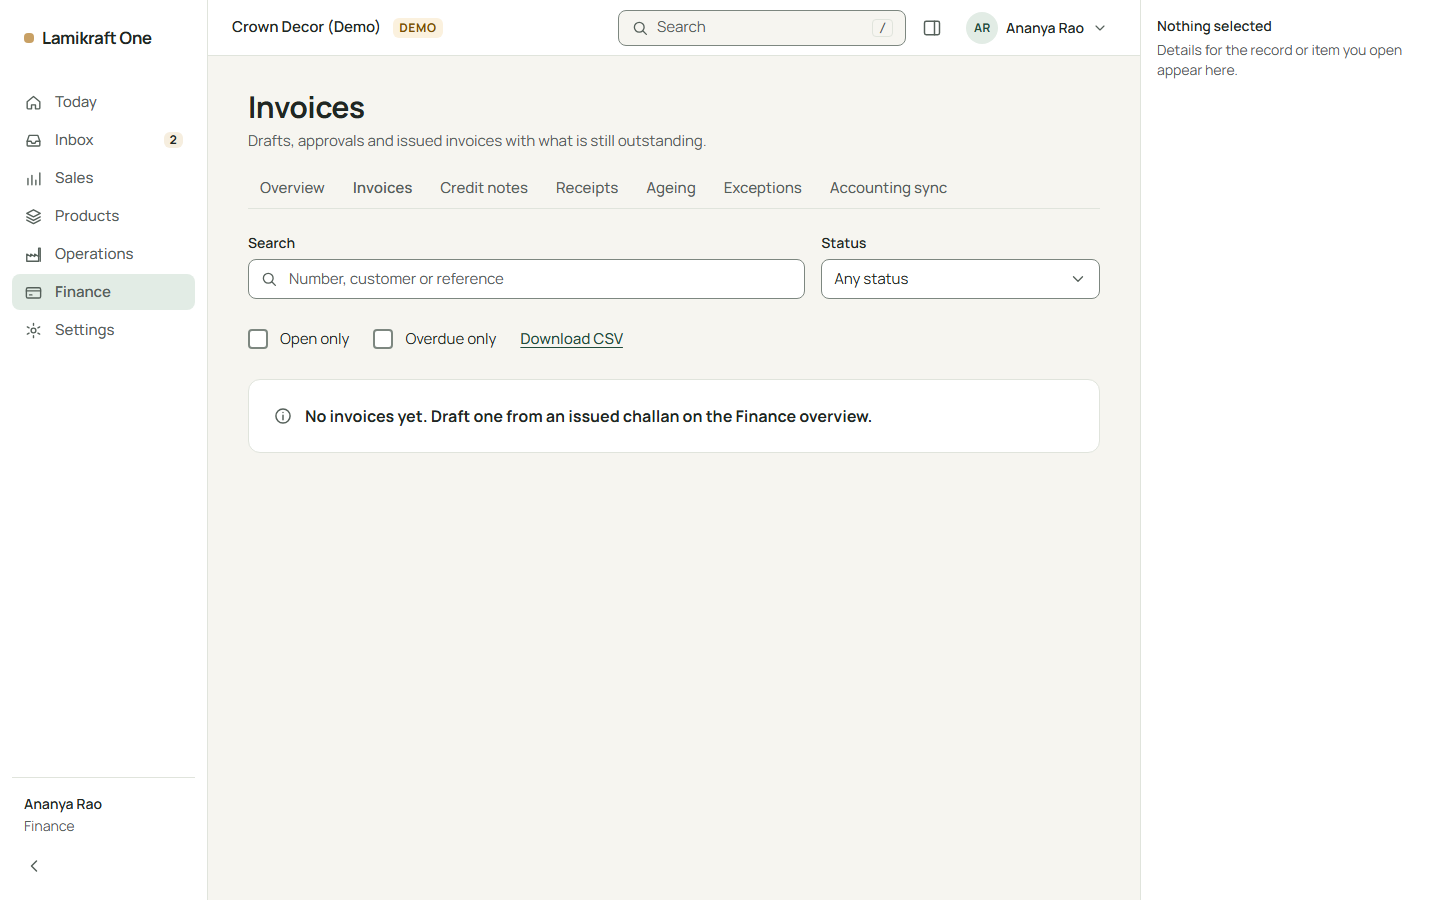 Lamikraft One
Today
Inbox 2
Sales
Products
Operations
Finance
Settings
Ananya Rao
Finance
Crown Decor (Demo) DEMO
Search /
AR Ananya Rao
Invoices
Drafts, approvals and issued invoices with what is still outstanding.
Overview Invoices Credit notes Receipts Ageing Exceptions Accounting sync
Search Status
Number, customer or reference Any status
Open only Overdue only Download CSV
No invoices yet. Draft one from an issued challan on the Finance overview.
Nothing selected
Details for the record or item you open
appear here.